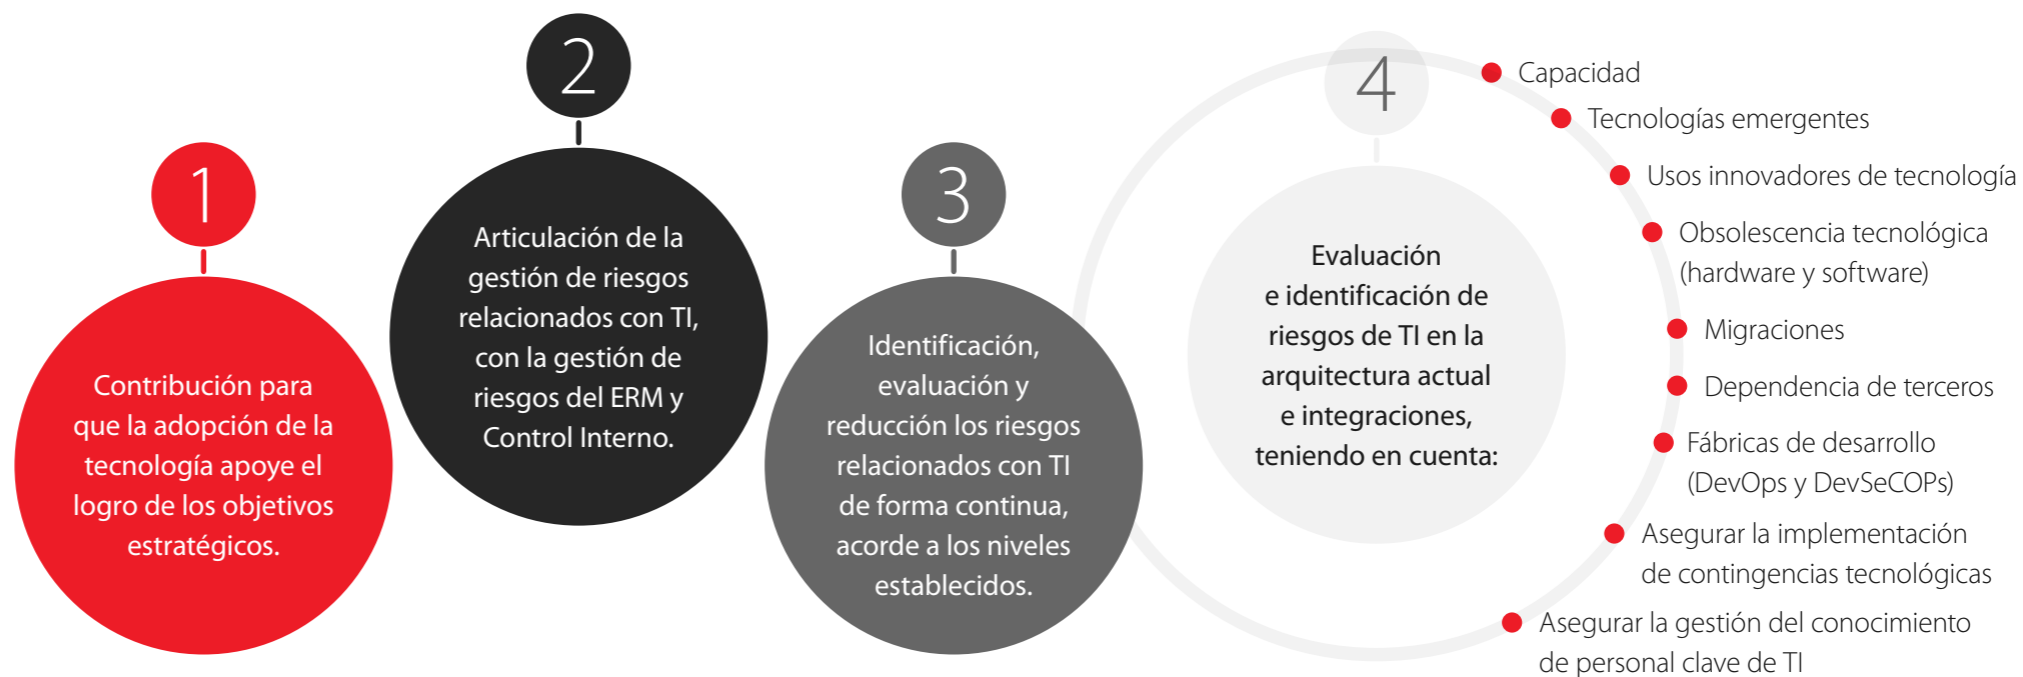 1
Contribución para
que la adopción de la
tecnología apoye el
logro de los objetivos
estratégicos.
2
Articulación de la
gestión de riesgos
relacionados con TI,
con la gestión de
riesgos del ERM y
Control Interno.
3
Identificación,
evaluación y
reducción los riesgos
relacionados con TI
de forma continua,
acorde a los niveles
establecidos.
4
Evaluación
e identificación de
riesgos de TI en la
arquitectura actual
e integraciones,
teniendo en cuenta:
Capacidad
Tecnologías emergentes
Usos innovadores de tecnología
Obsolescencia tecnológica
(hardware y software)
Migraciones
Dependencia de terceros
Fábricas de desarrollo
(DevOps y DevSeCOPs)
Asegurar la implementación
de contingencias tecnológicas
Asegurar la gestión del conocimiento
de personal clave de TI